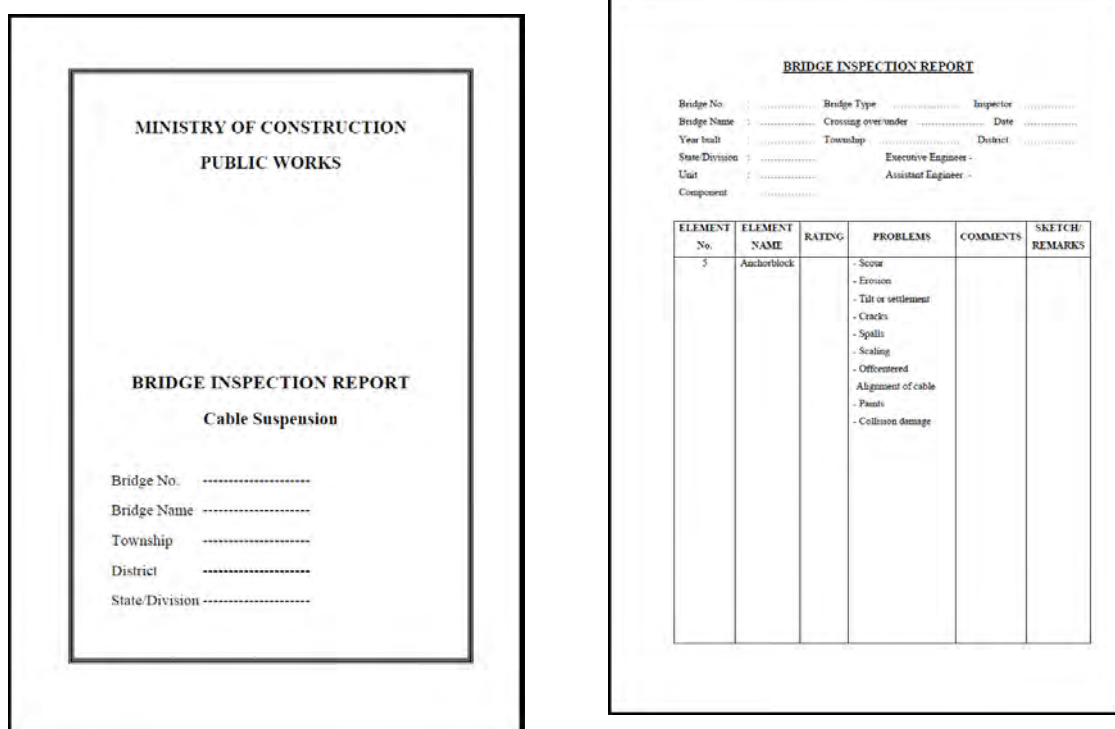 MINISTRY OF CONSTRUCTION
PUBLIC WORKS
BRIDGE INSPECTION REPORT
Cable Suspension
Bridge No. ---------------------
Bridge Name ---------------------
Township ---------------------
District ---------------------
State/Division ---------------------
BRIDGE INSPECTION REPORT
Bridge No. : ................ Bridge Type .................... Inspector ................
Bridge Name : ................ Crossing over/under .................... Date ................
Year built : ................ Township ........................ District ................
State/Division : ................ Executive Engineer -
Unit : ................ Assistant Engineer -
Component ................
ELEMENT No. ELEMENT NAME RATING PROBLEMS COMMENTS SKETCH/ REMARKS
5 Anchorblock - Scour
- Erosion
- Tilt or settlement
- Cracks
- Spalls
- Scaling
- Offcentered
Alignment of cable
- Paints
- Collision damage